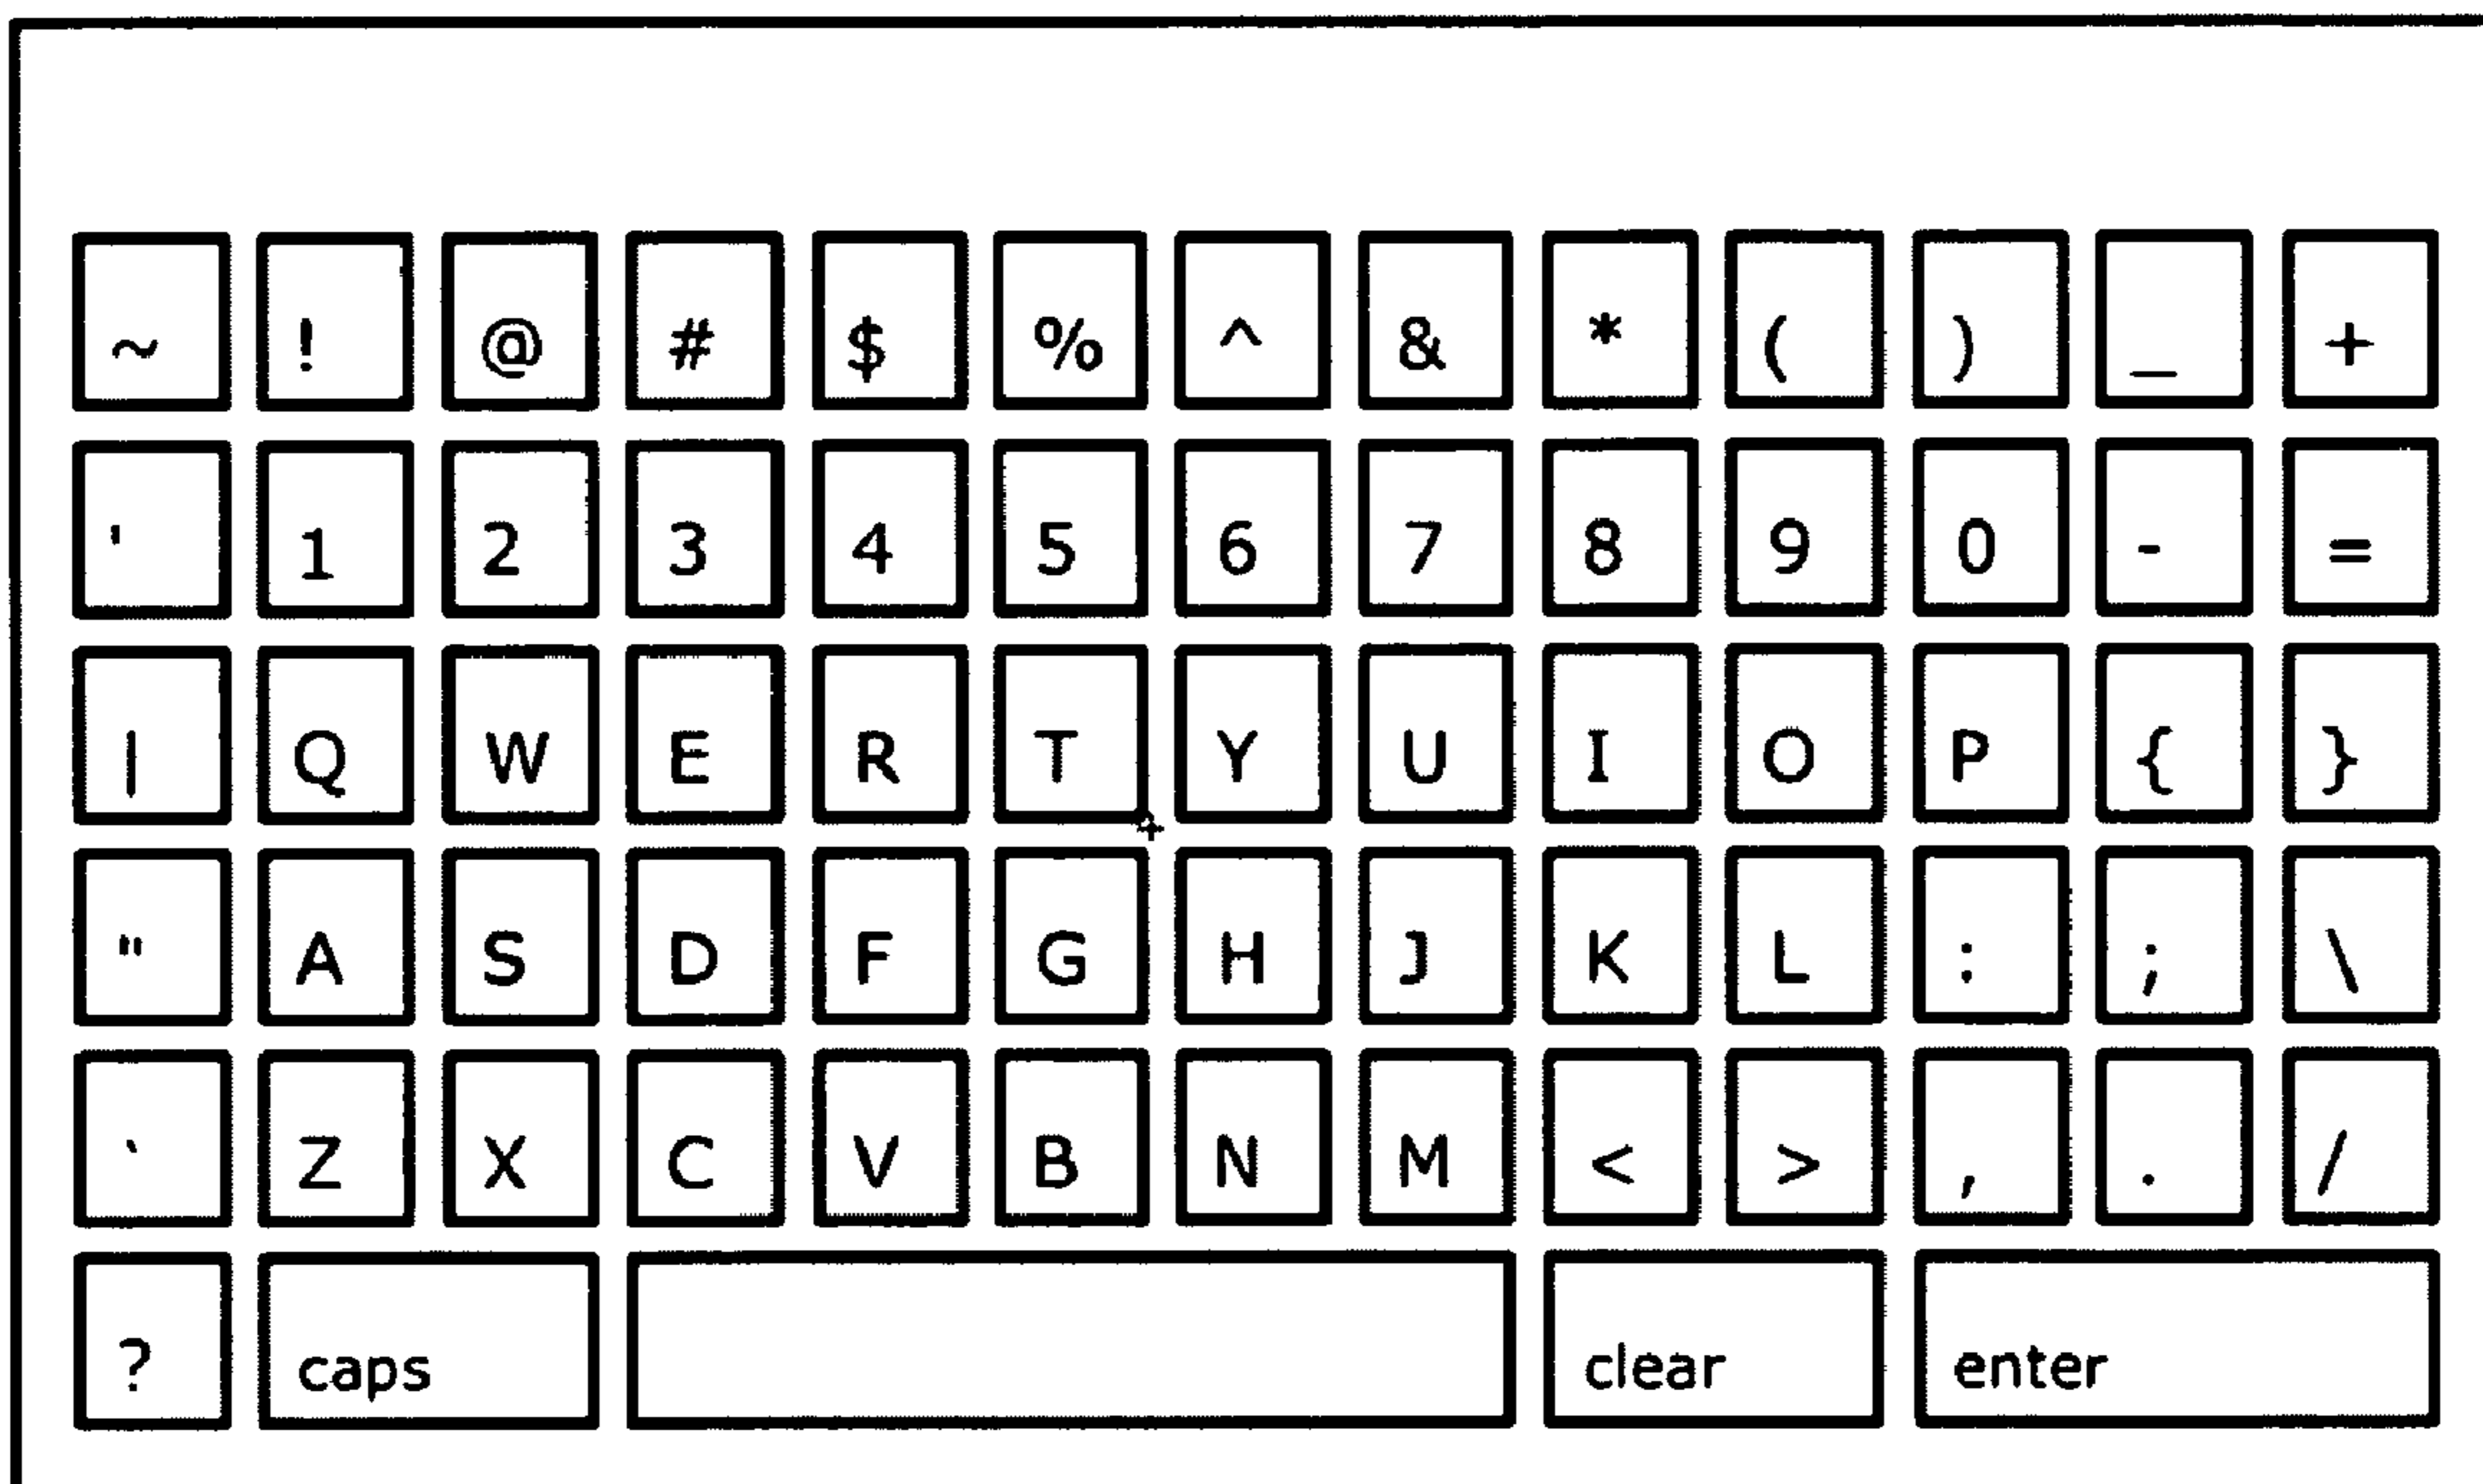 ~ ! @ # $ % ^ & * ( ) _ +
' 1 2 3 4 5 6 7 8 9 0 - =
| Q W E R T Y U I O P { }
" A S D F G H J K L : ; \
` Z X C V B N M < > , . /
? caps clear enter